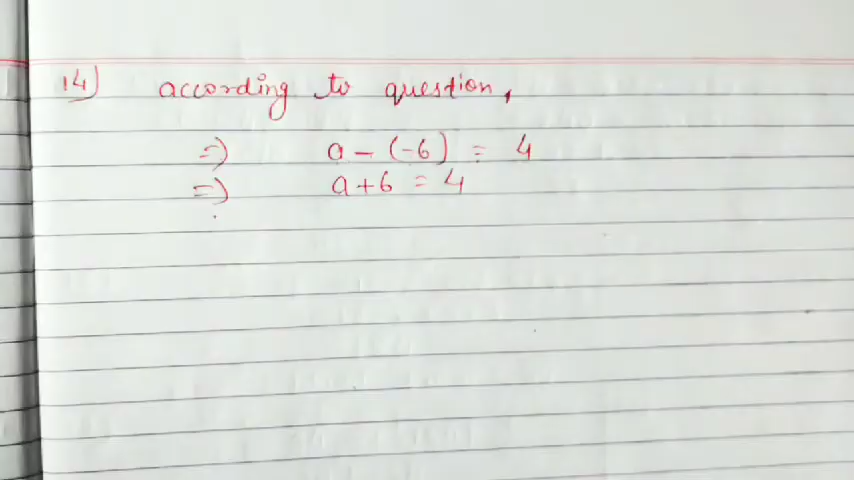 14) according to question,
=) a - (-6) = 4
=) a + 6 = 4